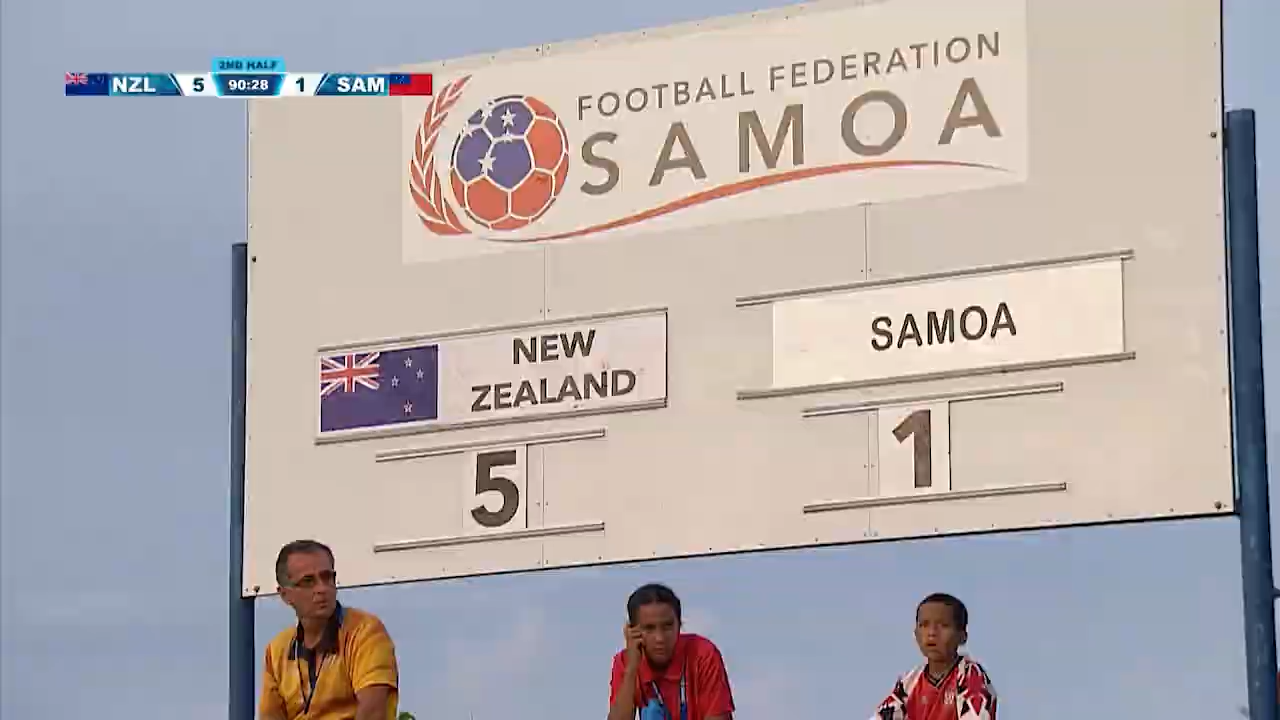 2ND HALF
NZL 5 90:28 1 SAM
FOOTBALL FEDERATION
SAMOA
NEW
ZEALAND
SAMOA
5
1